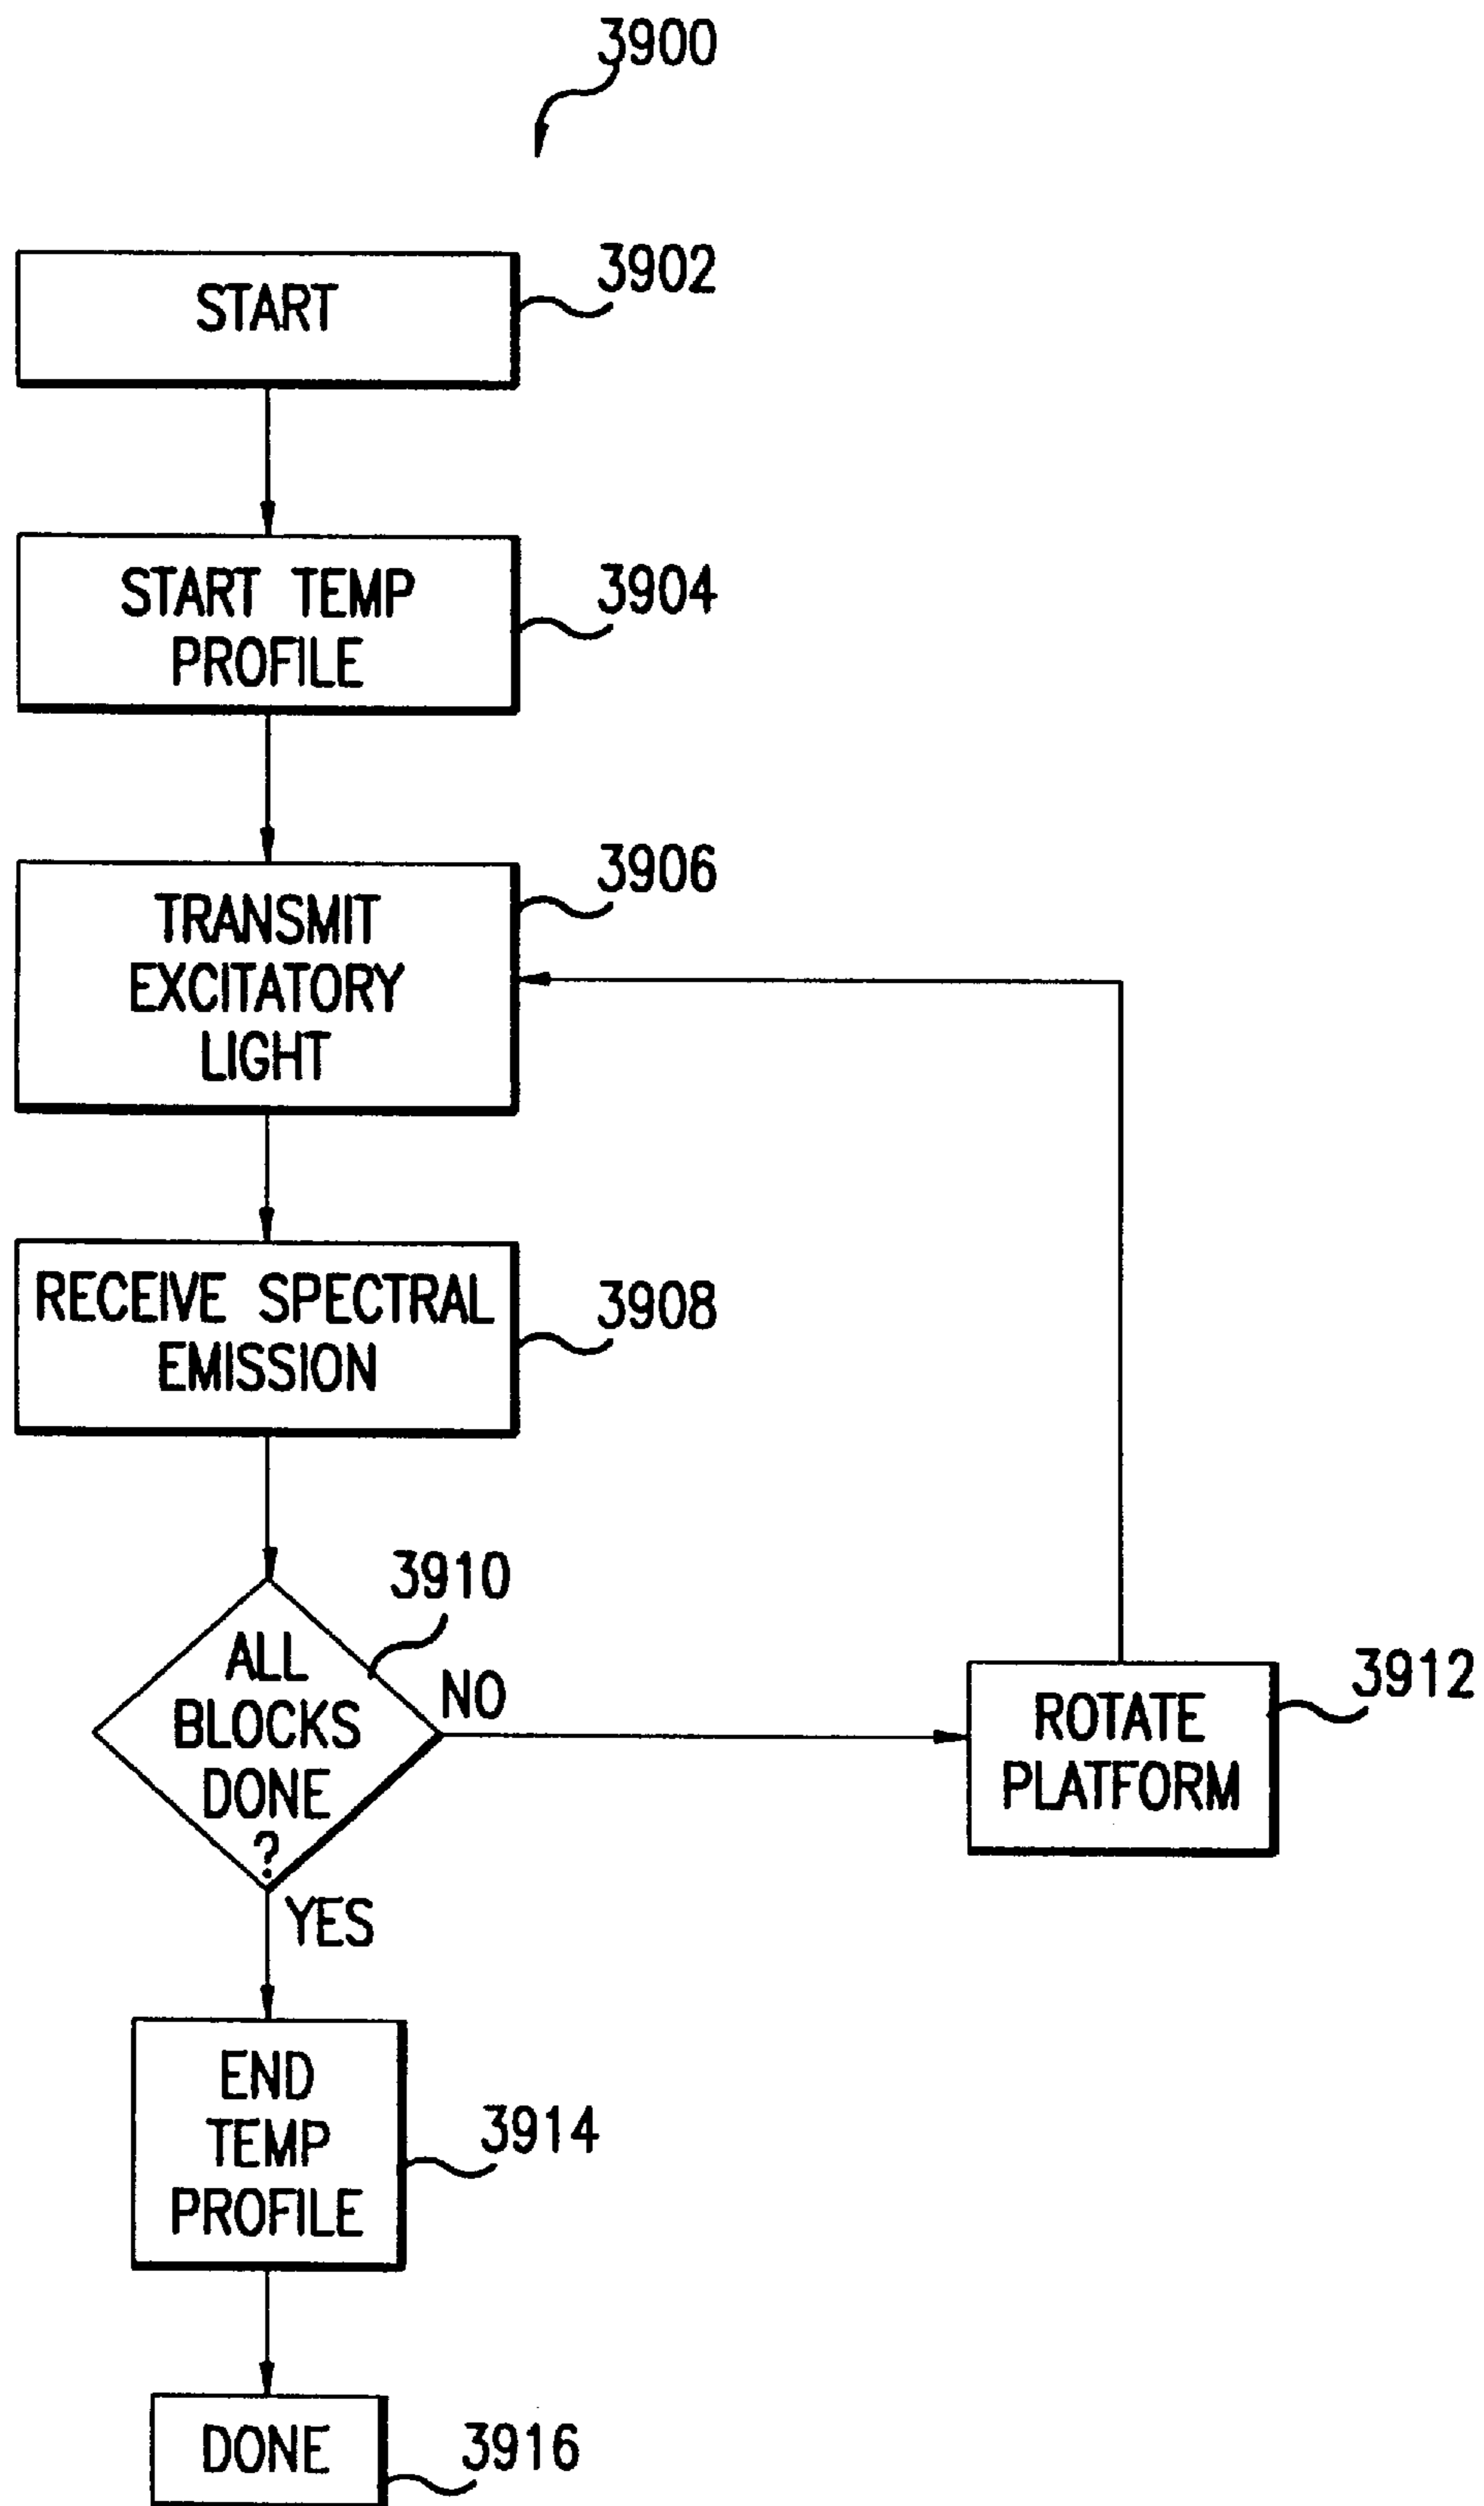 3900
START
3902
START TEMP
PROFILE
3904
TRANSMIT
EXCITATORY
LIGHT
3906
RECEIVE SPECTRAL
EMISSION
3908
ALL
BLOCKS
DONE
?
3910
NO
ROTATE
PLATFORM
3912
YES
END
TEMP
PROFILE
3914
DONE
3916